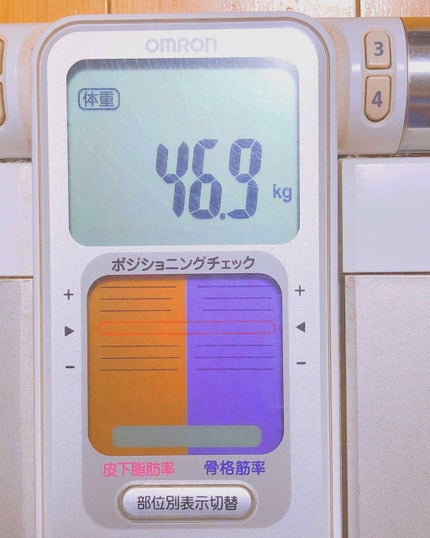 OMRON
3
4
体重
46.9 kg
ポジショニングチェック
+ +
▶ ◀
− −
皮下脂肪率 骨格筋率
部位別表示切替